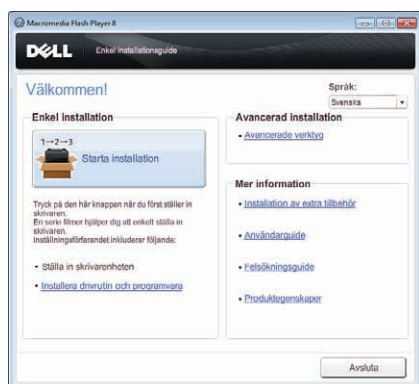 Macromedia Flash Player 8
DELL
Enkel installationsguide
Välkommen!
Språk:
Svenska
Enkel installation
1→2→3
Starta installation
Tryck på den här knappen när du först ställer in
skrivaren.
En serie filmer hjälper dig att enkelt ställa in
skrivaren.
Inställningsförfarandet inkluderar följande:
• Ställa in skrivarenheten
• Installera drivrutin och programvara
Avancerad installation
• Avancerade verktyg
Mer information
• Installation av extra tillbehör
• Användarguide
• Felsökningsguide
• Produktegenskaper
Avsluta